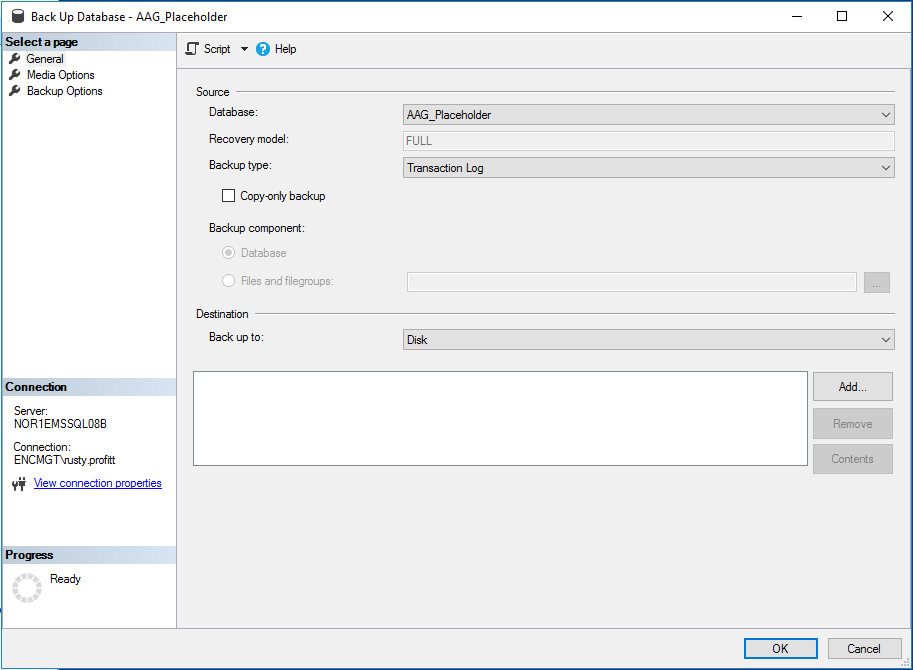 Back Up Database - AAG_Placeholder
Select a page
General
Media Options
Backup Options
Script
Help
Source
Database:
AAG_Placeholder
Recovery model:
FULL
Backup type:
Transaction Log
Copy-only backup
Backup component:
Database
Files and filegroups:
...
Destination
Back up to:
Disk
Add...
Remove
Contents
Connection
Server:
NOR1EMSSQL08B
Connection:
ENCMGT\rusty.profitt
View connection properties
Progress
Ready
OK
Cancel